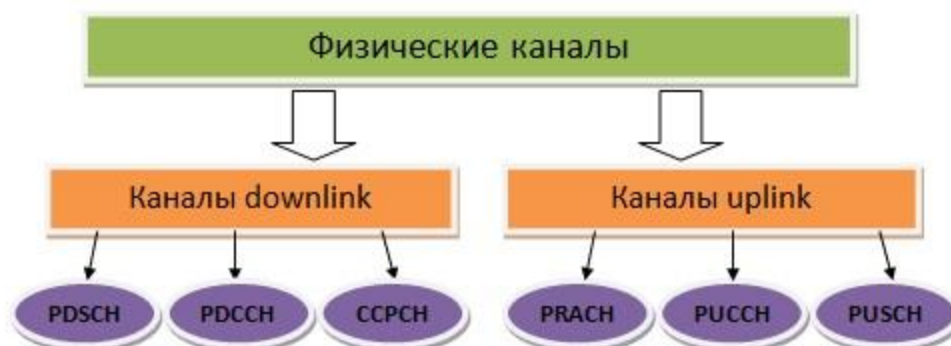 Физические каналы
Каналы downlink
Каналы uplink
PDSCH
PDCCH
CCPCH
PRACH
PUCCH
PUSCH